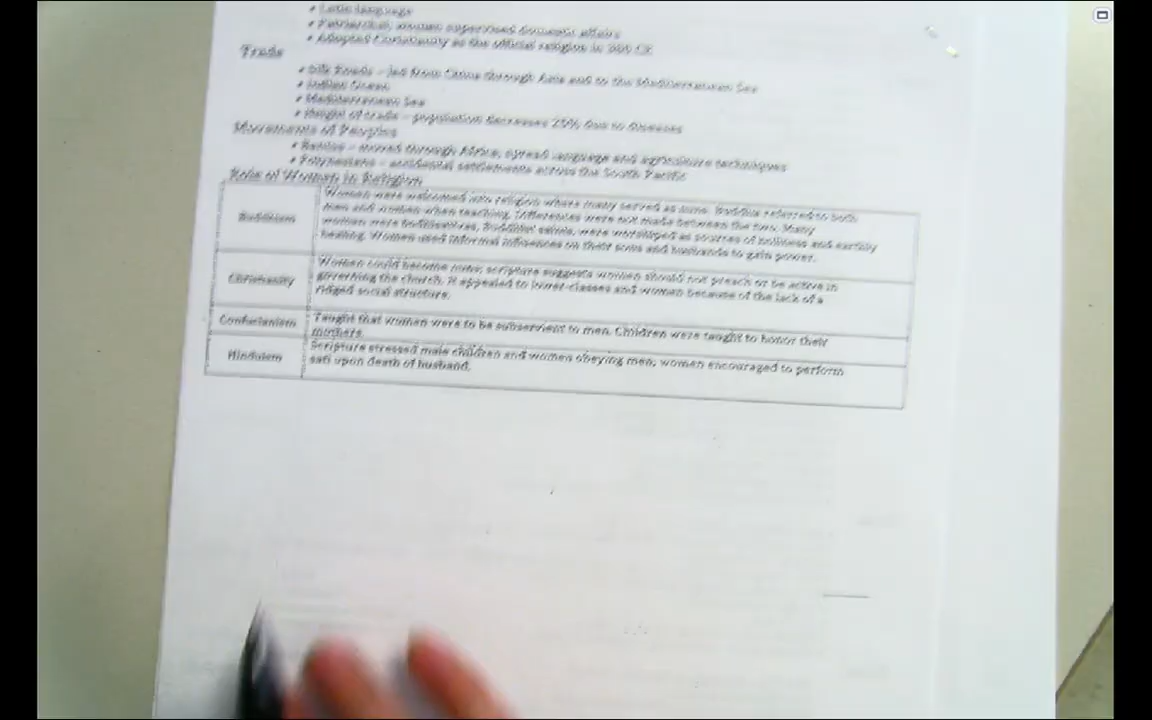 • Latin language
• Patriarchal, women supervised domestic affairs
• Adopted Christianity as the official religion in
Trade
• Silk Roads – led from China through Asia and to the Mediterranean Sea
• Indian Ocean
• Mediterranean Sea
• Height of trade – population decreases 25% due to diseases
Movements of Peoples
• Bantus – moved through Africa, spread language and agriculture techniques
• Polynesians – accidental settlements across the South Pacific
Role of Women in Religion
Buddhism
Women were welcomed into religion where many served as nuns. Buddha referred to both
men and women when teaching. Differences were not made between the two. Many
women were bodhisattvas, Buddhist saints, were worshiped as sources of holiness and earthly
healing. Women used informal influences on their sons and husbands to gain power.
Christianity
Women could become nuns; scripture suggests women should not preach or be active in
governing the church. It appealed to lower-classes and women because of the lack of a
ridged social structure.
Confucianism
Taught that women were to be subservient to men. Children were taught to honor their
mothers.
Hinduism
Scripture stressed male children and women obeying men; women encouraged to perform
sati upon death of husband.